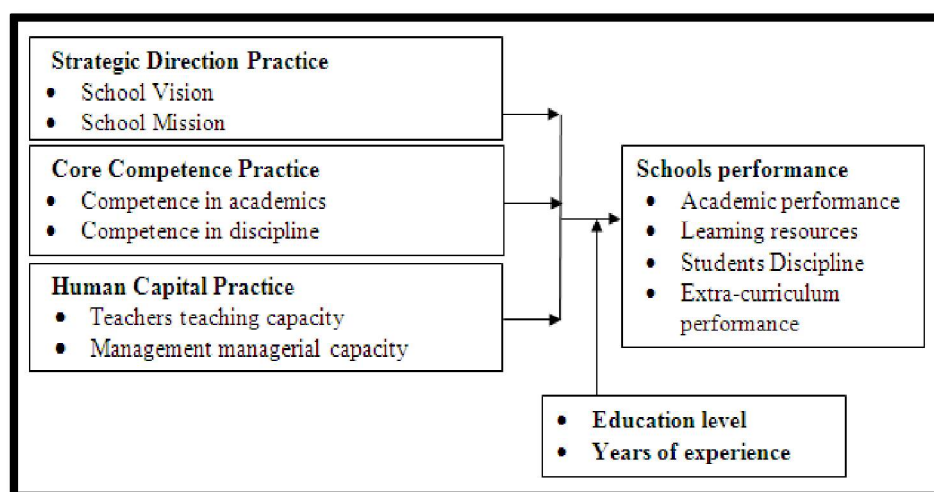 Strategic Direction Practice
• School Vision
• School Mission
Core Competence Practice
• Competence in academics
• Competence in discipline
Human Capital Practice
• Teachers teaching capacity
• Management managerial capacity
Schools performance
• Academic performance
• Learning resources
• Students Discipline
• Extra-curriculum
performance
• Education level
• Years of experience